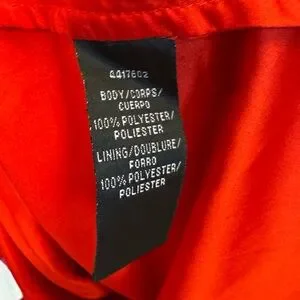 4417602
BODY/CORPS/
CUERPO
100% POLYESTER/
POLIESTER
LINING/DOUBLURE/
FORRO
100% POLYESTER/
POLIESTER